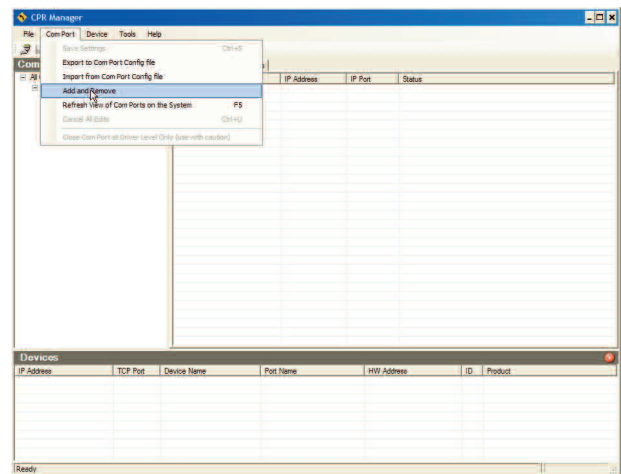 CPR Manager
File Com Port Device Tools Help
Save Settings Ctrl+S
Export to Com Port Config file
Import from Com Port Config file
Add and Remove
Refresh View of Com Ports on the System F5
Cancel All Edits Ctrl+U
Close Com Port at Driver Level Only (use with caution)
Com
IP Address IP Port Status
Devices
IP Address TCP Port Device Name Port Name HW Address ID Product
Ready